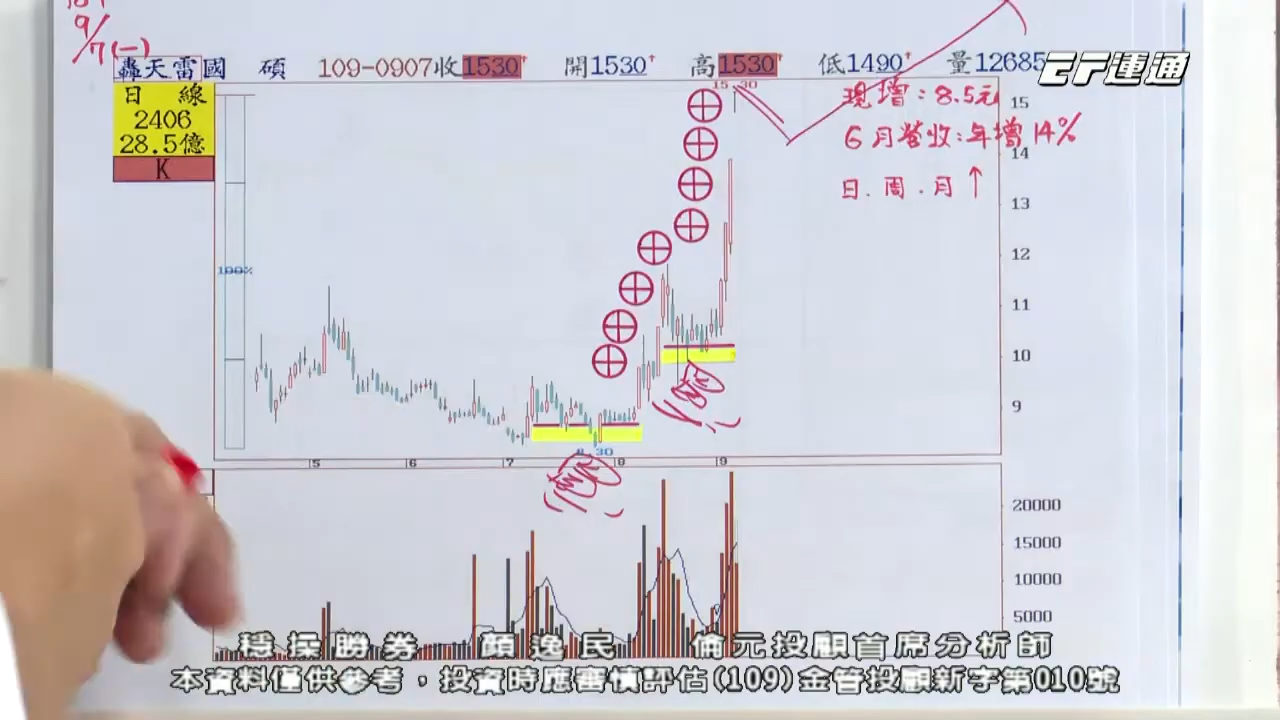 9/7(一)
轟天雷國 碩 109-0907收1530 開1530 高1530 低1490 量12685
EF運通
日 線
2406
28.5億
K
現增：8.5元
6月營收：年增14%
日．周．月↑
15 30
15
14
13
12
11
10
9
100%
8 30
5 6 7 8 9
20000
15000
10000
5000
穩操勝券 顏逸民 倫元投顧首席分析師
本資料僅供參考，投資時應審慎評估(109)金管投顧新字第010號